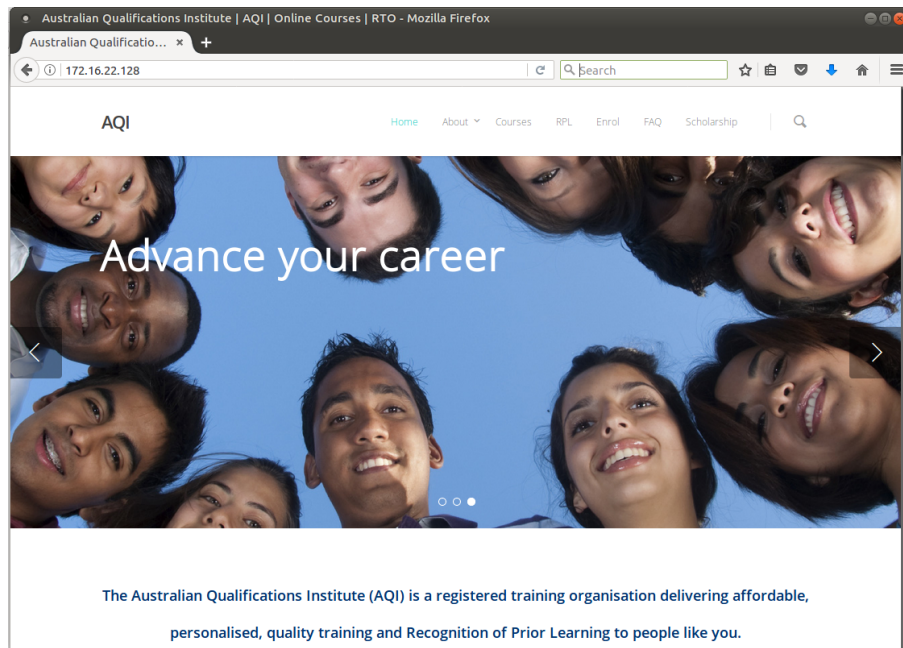 Australian Qualifications Institute | AQI | Online Courses | RTO - Mozilla Firefox
Australian Qualificatio... × +
172.16.22.128 Search
AQI Home About Courses RPL Enrol FAQ Scholarship
Advance your career
The Australian Qualifications Institute (AQI) is a registered training organisation delivering affordable,
personalised, quality training and Recognition of Prior Learning to people like you.